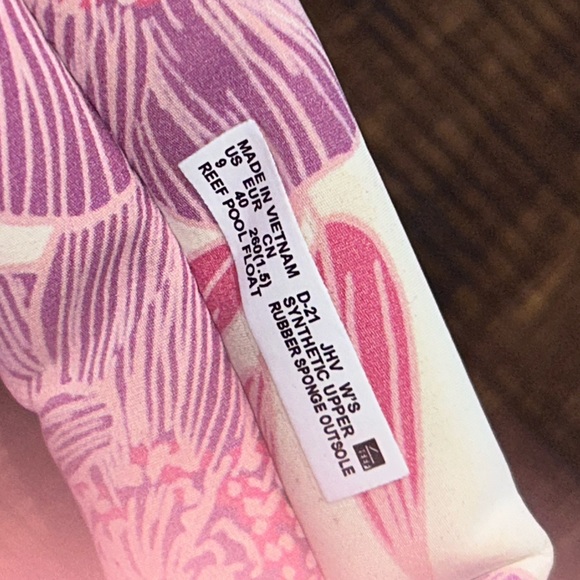 MADE IN VIETNAM D-21 JHV W'S
US EUR CN SYNTHETIC UPPER
9 40 260(1.5) RUBBER SPONGE OUTSOLE
REEF POOL FLOAT